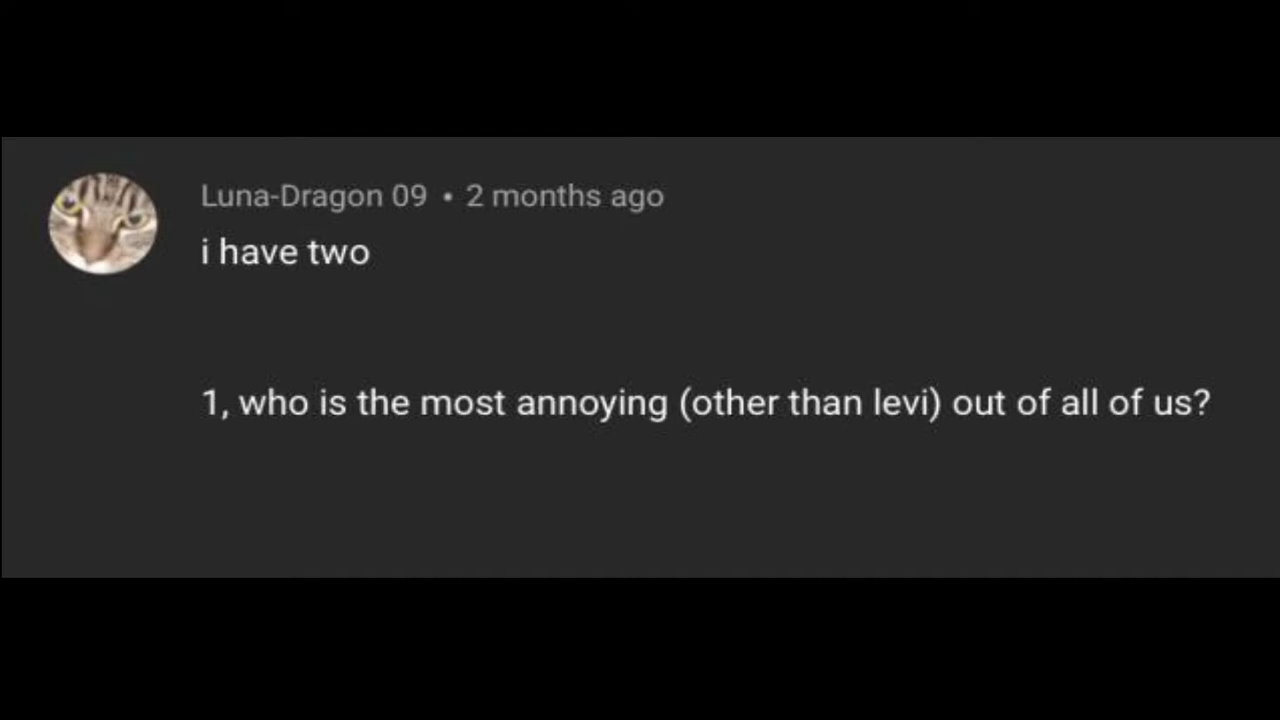 Luna-Dragon 09 • 2 months ago
i have two
1, who is the most annoying (other than levi) out of all of us?